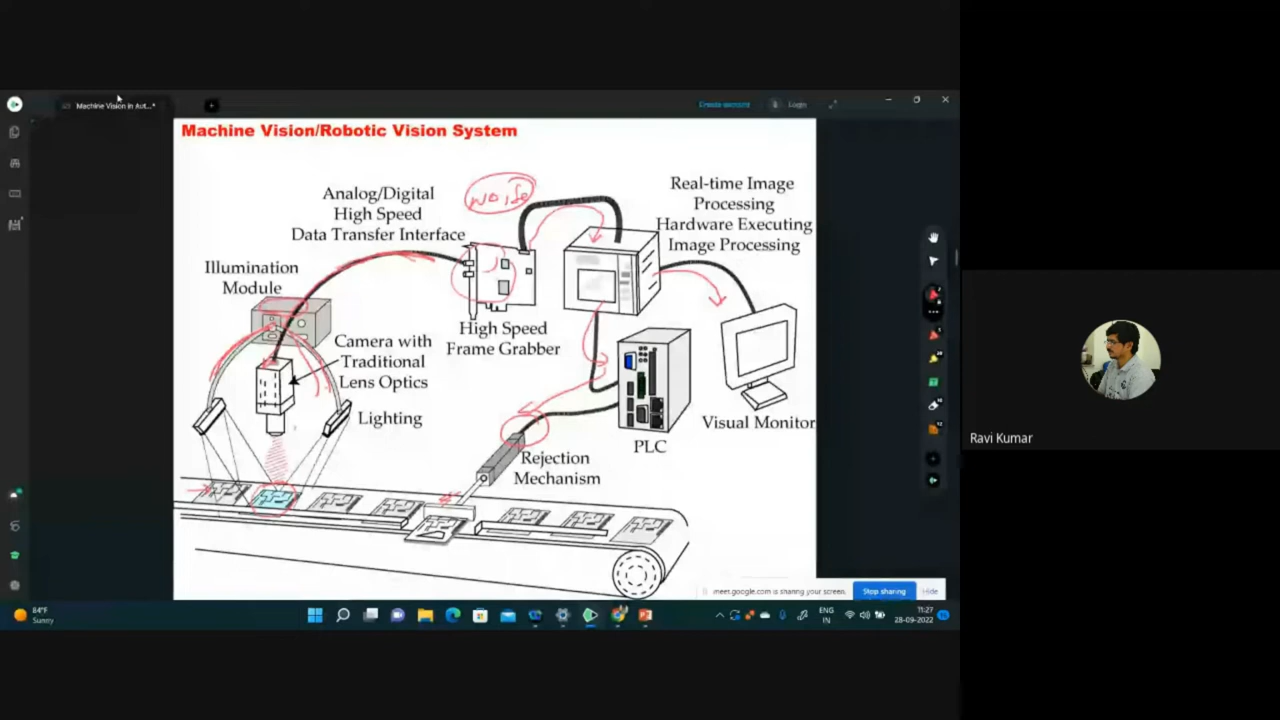 Machine Vision in Aut...*
Create account
Login
Machine Vision/Robotic Vision System
Analog/Digital
High Speed
Data Transfer Interface
Noise
Real-time Image
Processing
Hardware Executing
Image Processing
Illumination
Module
High Speed
Frame Grabber
Camera with
Traditional
Lens Optics
Lighting
Visual Monitor
PLC
Rejection
Mechanism
Ravi Kumar
meet.google.com is sharing your screen.
Stop sharing
Hide
84°F
Sunny
ENG
IN
11:27
28-09-2022